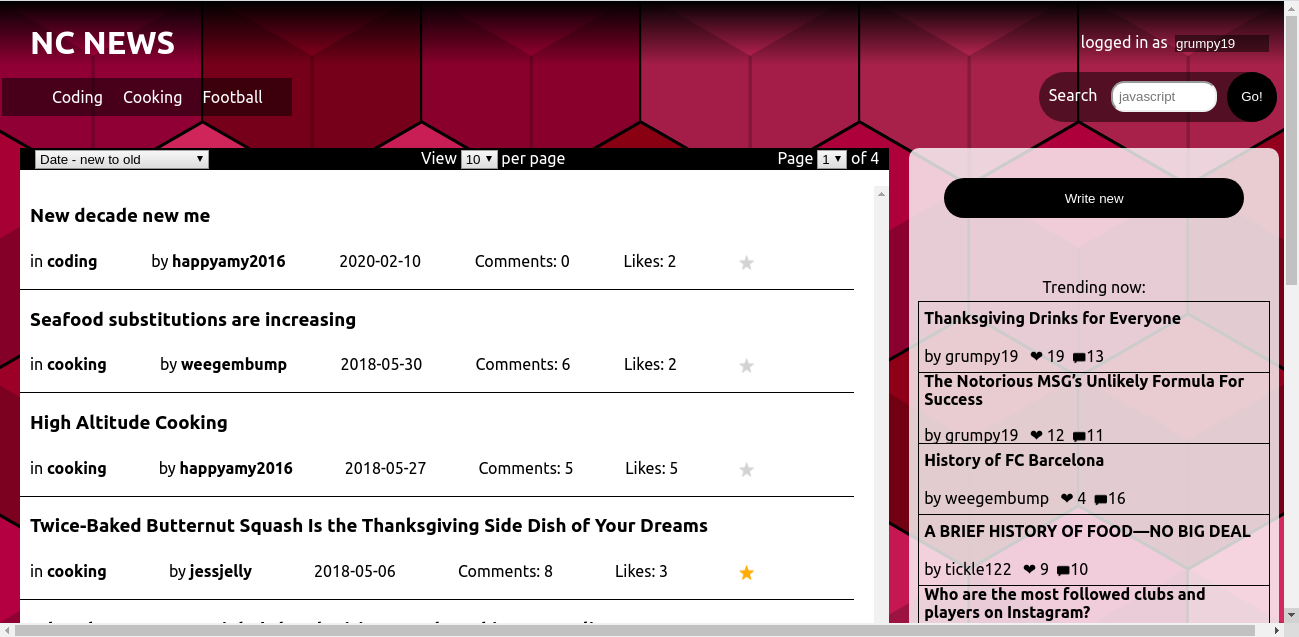 NC NEWS
logged in as grumpy19
Coding Cooking Football
Search javascript Go!
Date - new to old View 10 per page Page 1 of 4
New decade new me
in coding by happyamy2016 2020-02-10 Comments: 0 Likes: 2
Seafood substitutions are increasing
in cooking by weegembump 2018-05-30 Comments: 6 Likes: 2
High Altitude Cooking
in cooking by happyamy2016 2018-05-27 Comments: 5 Likes: 5
Twice-Baked Butternut Squash Is the Thanksgiving Side Dish of Your Dreams
in cooking by jessjelly 2018-05-06 Comments: 8 Likes: 3
Write new
Trending now:
Thanksgiving Drinks for Everyone
by grumpy19 ❤ 19 13
The Notorious MSG’s Unlikely Formula For
Success
by grumpy19 ❤ 12 11
History of FC Barcelona
by weegembump ❤ 4 16
A BRIEF HISTORY OF FOOD—NO BIG DEAL
by tickle122 ❤ 9 10
Who are the most followed clubs and
players on Instagram?